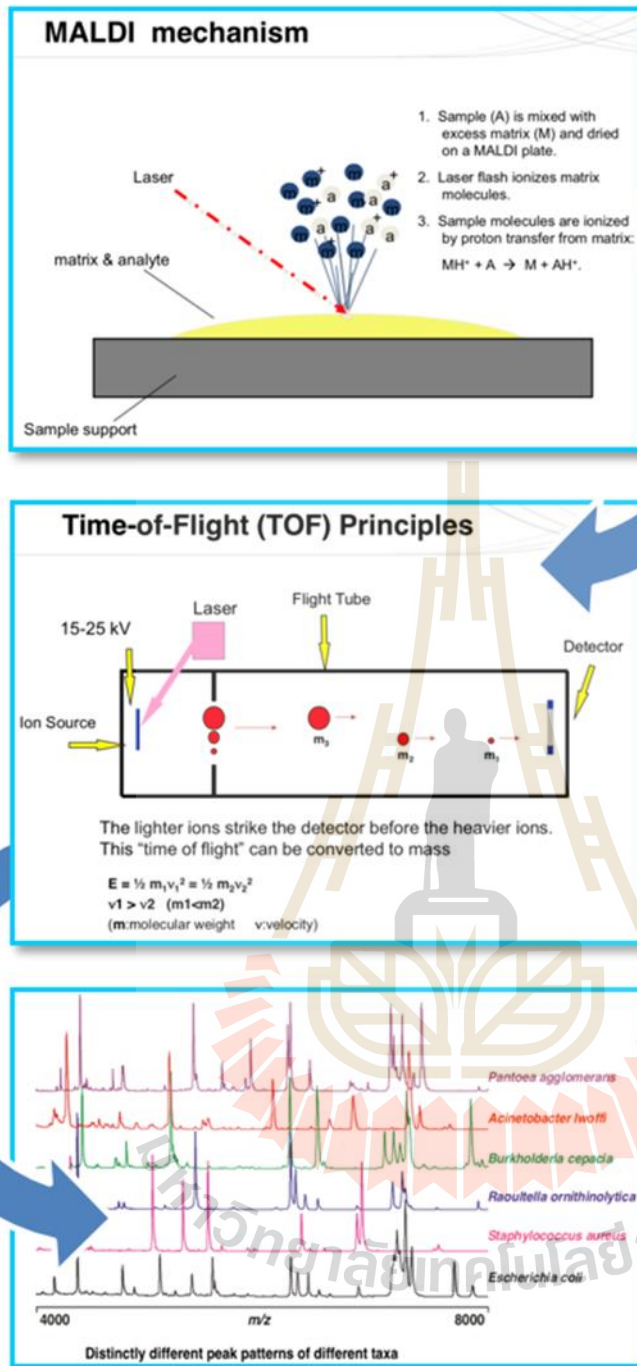 MALDI mechanism
1. Sample (A) is mixed with
excess matrix (M) and dried
on a MALDI plate.
2. Laser flash ionizes matrix
molecules.
3. Sample molecules are ionized
by proton transfer from matrix:
MH⁺ + A → M + AH⁺.
Laser
m m⁺ m a⁺
m⁺ a m a m
m a m a⁺ a
m⁺ m
matrix & analyte
Sample support
Time-of-Flight (TOF) Principles
15-25 kV
Laser
Flight Tube
Detector
Ion Source
m₃
m₂
m₁
The lighter ions strike the detector before the heavier ions.
This "time of flight" can be converted to mass
E = ½ m₁v₁² = ½ m₂v₂²
v1 > v2 (m1<m2)
(m:molecular weight v:velocity)
Pantoea agglomerans
Acinetobacter lwoffi
Burkholderia cepacia
Raoultella ornithinolytica
Staphylococcus aureus
Escherichia coli
4000 m/z 8000
Distinctly different peak patterns of different taxa